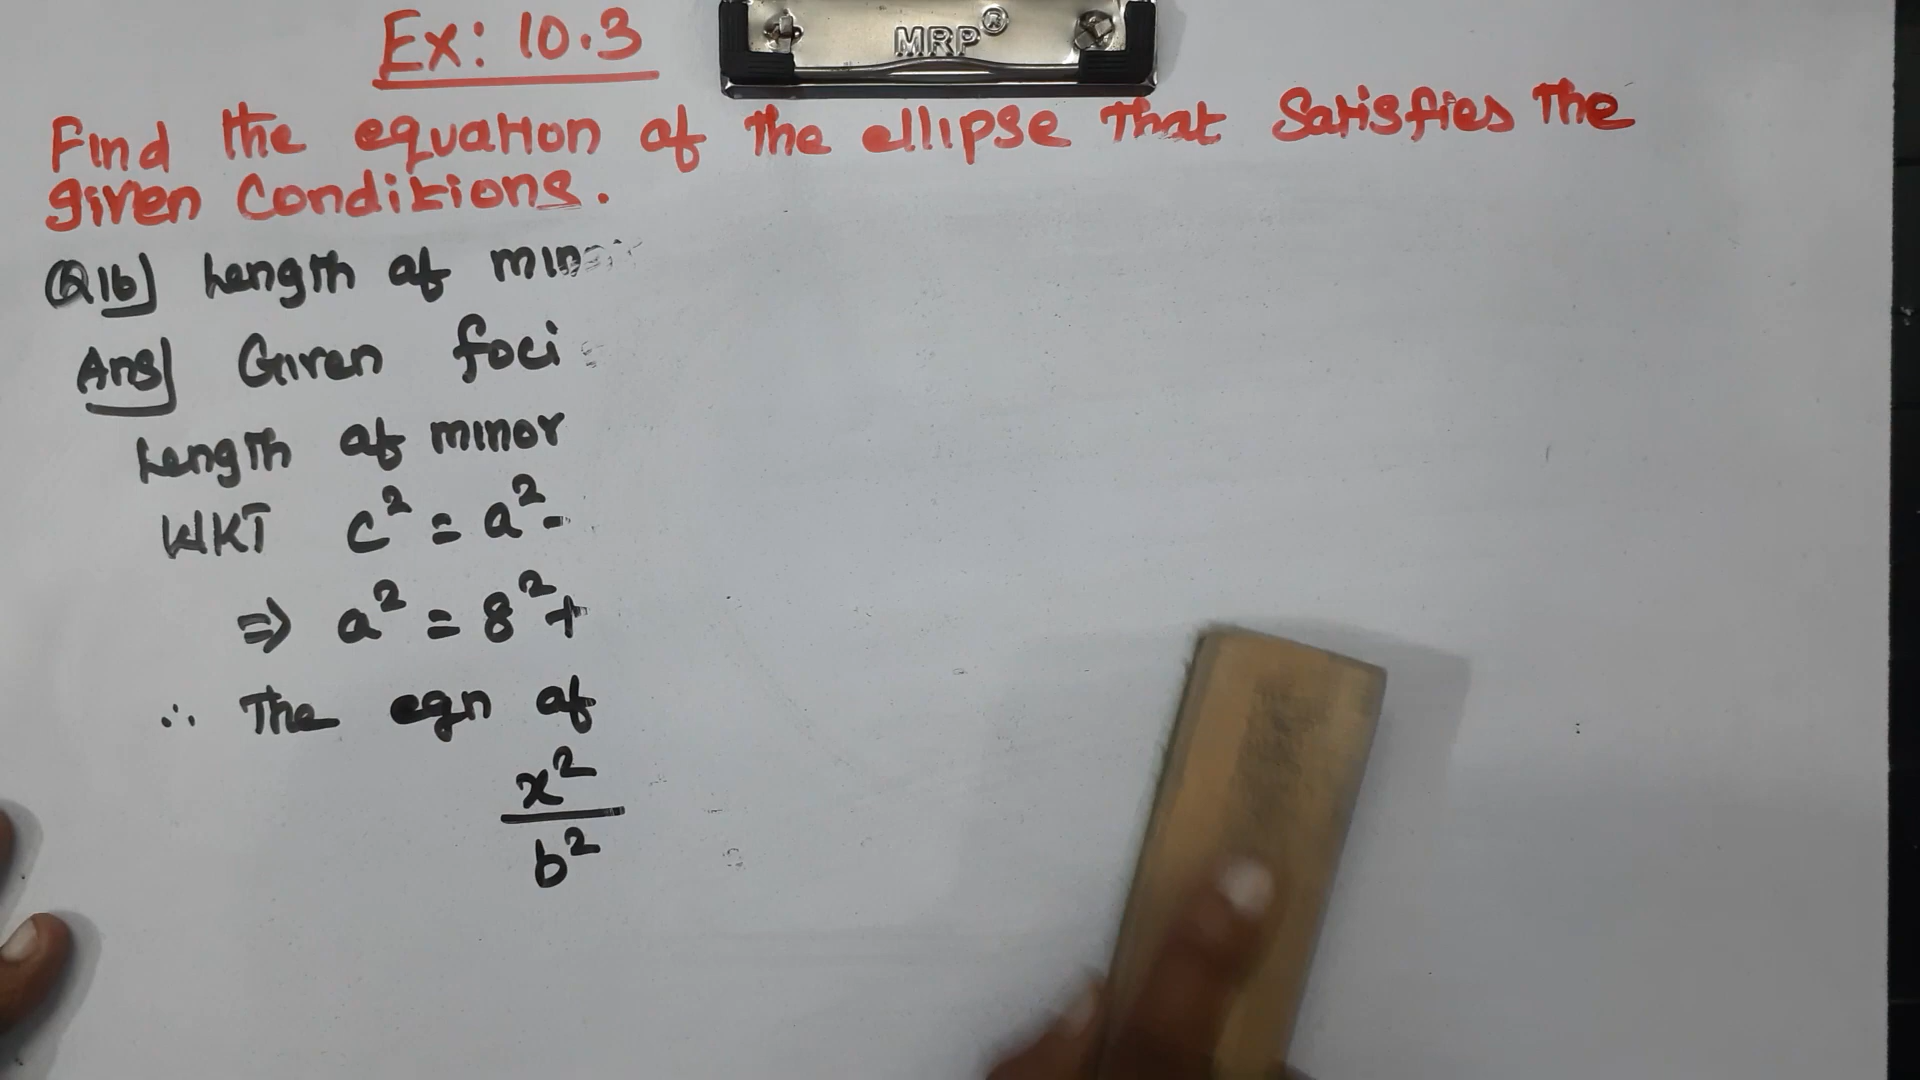 Ex: 10.3
MRP®
Find the equation of the ellipse that satisfies the
given conditions.
Q16] Length of minor
Ans] Given foci
Length of minor
WKT c² = a² -
⇒ a² = 8² +
∴ The eqn of
x²
b²